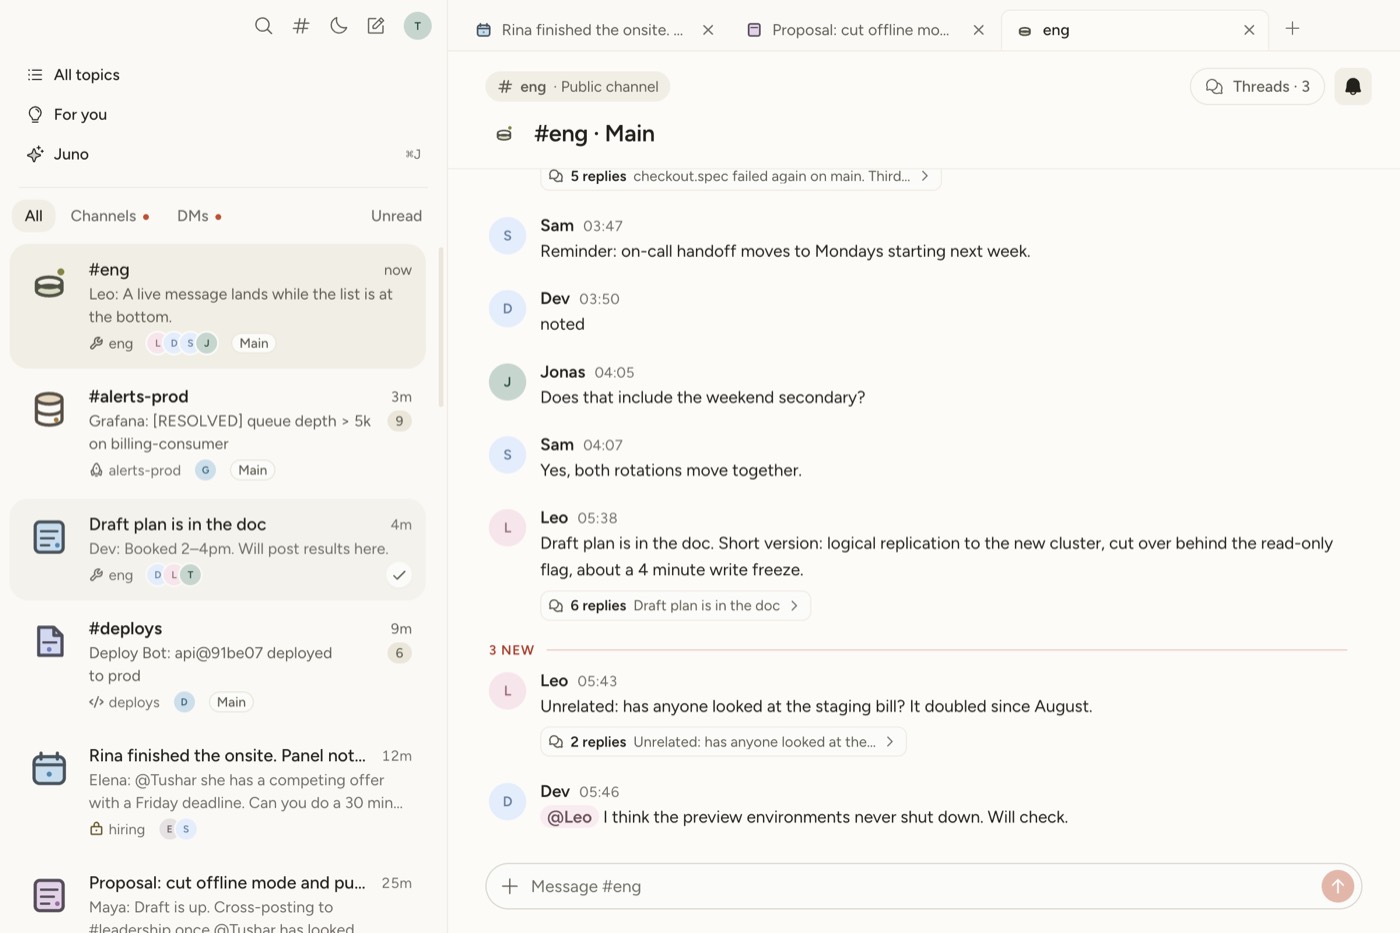 T
All topics
For you
Juno ⌘J
All Channels DMs Unread
#eng now
Leo: A live message lands while the list is at
the bottom.
eng L D S J Main
#alerts-prod 3m
Grafana: [RESOLVED] queue depth > 5k 9
on billing-consumer
alerts-prod G Main
Draft plan is in the doc 4m
Dev: Booked 2–4pm. Will post results here.
eng D L T
#deploys 9m
Deploy Bot: api@91be07 deployed 6
to prod
deploys D Main
Rina finished the onsite. Panel not... 12m
Elena: @Tushar she has a competing offer
with a Friday deadline. Can you do a 30 min...
hiring E S
Proposal: cut offline mode and pu... 25m
Maya: Draft is up. Cross-posting to
#leadership once @Tushar has looked
Rina finished the onsite. ... Proposal: cut offline mo... eng
# eng · Public channel Threads · 3
#eng · Main
5 replies checkout.spec failed again on main. Third...
S Sam 03:47
Reminder: on-call handoff moves to Mondays starting next week.
D Dev 03:50
noted
J Jonas 04:05
Does that include the weekend secondary?
S Sam 04:07
Yes, both rotations move together.
L Leo 05:38
Draft plan is in the doc. Short version: logical replication to the new cluster, cut over behind the read-only
flag, about a 4 minute write freeze.
6 replies Draft plan is in the doc
3 NEW
L Leo 05:43
Unrelated: has anyone looked at the staging bill? It doubled since August.
2 replies Unrelated: has anyone looked at the...
D Dev 05:46
@Leo I think the preview environments never shut down. Will check.
Message #eng